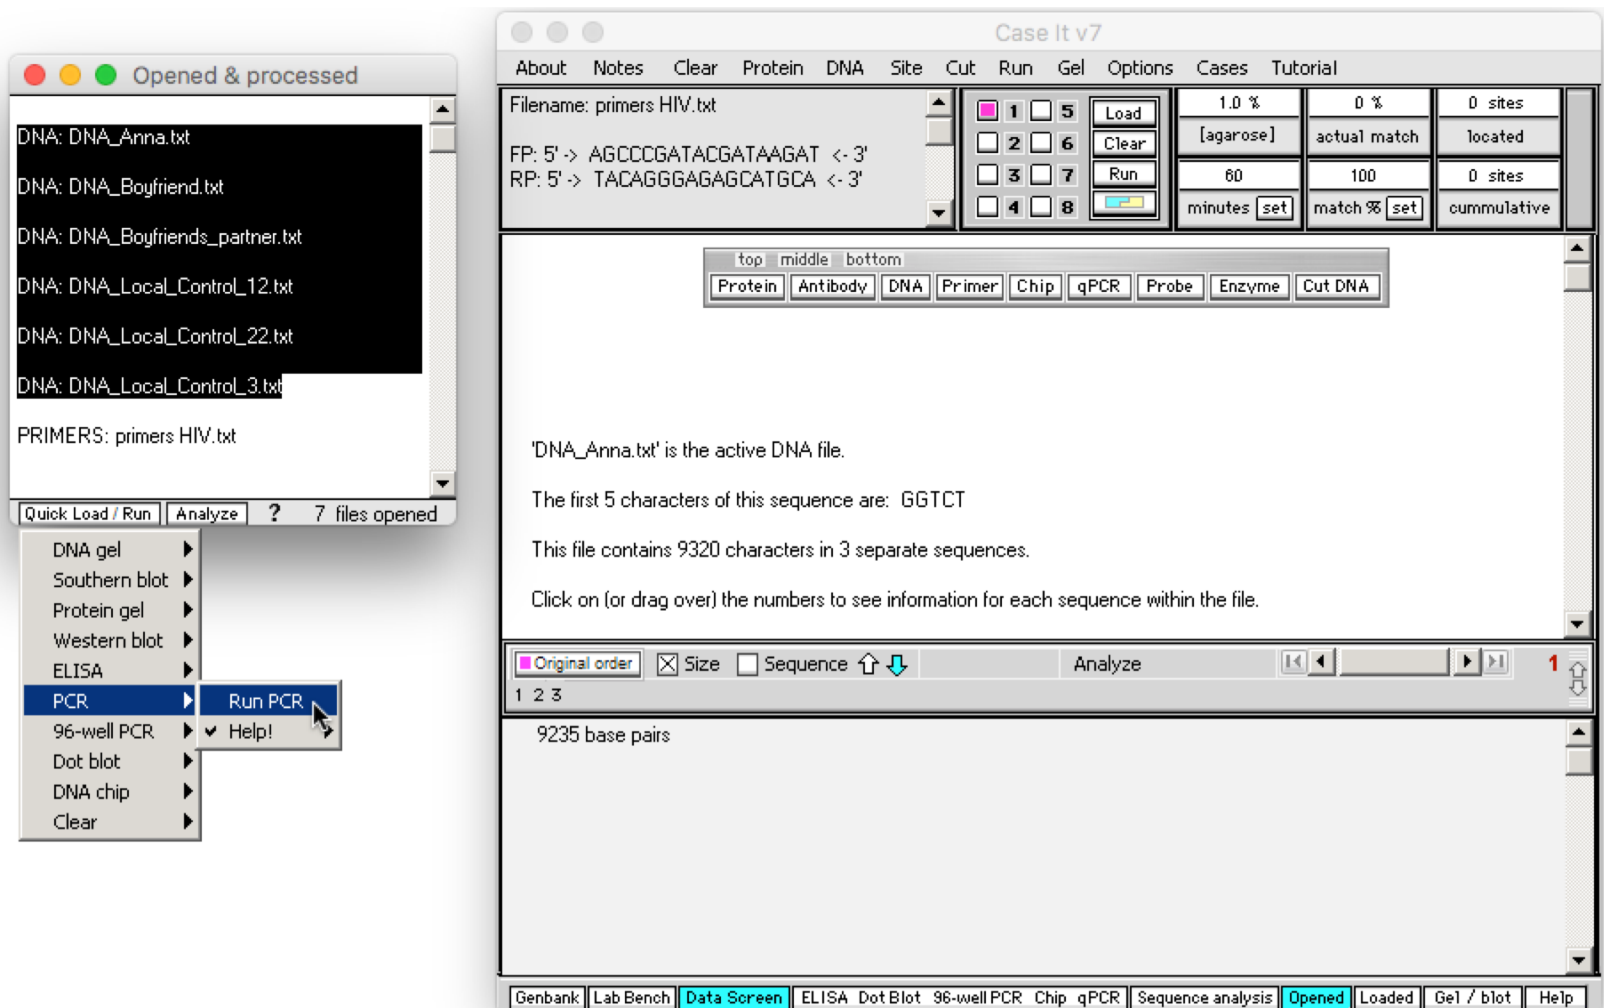 Opened & processed
DNA: DNA_Anna.txt
DNA: DNA_Boyfriend.txt
DNA: DNA_Boyfriends_partner.txt
DNA: DNA_Local_Control_12.txt
DNA: DNA_Local_Control_22.txt
DNA: DNA_Local_Control_3.txt
PRIMERS: primers HIV.txt
Quick Load / Run Analyze ? 7 files opened
DNA gel
Southern blot
Protein gel
Western blot
ELISA
PCR
96-well PCR
Dot blot
DNA chip
Clear
Run PCR
Help!
Case It v7
About Notes Clear Protein DNA Site Cut Run Gel Options Cases Tutorial
Filename: primers HIV.txt
FP: 5' -> AGCCCGATACGATAAGAT <- 3'
RP: 5' -> TACAGGGAGAGCATGCA <- 3'
1 5 Load
2 6 Clear
3 7 Run
4 8
1.0 % 0 % 0 sites
[agarose] actual match located
60 100 0 sites
minutes set match % set cummulative
top middle bottom
Protein Antibody DNA Primer Chip qPCR Probe Enzyme Cut DNA
'DNA_Anna.txt' is the active DNA file.
The first 5 characters of this sequence are: GGTCT
This file contains 9320 characters in 3 separate sequences.
Click on (or drag over) the numbers to see information for each sequence within the file.
Original order Size Sequence Analyze 1
1 2 3
9235 base pairs
Genbank Lab Bench Data Screen ELISA Dot Blot 96-well PCR Chip qPCR Sequence analysis Opened Loaded Gel / blot Help